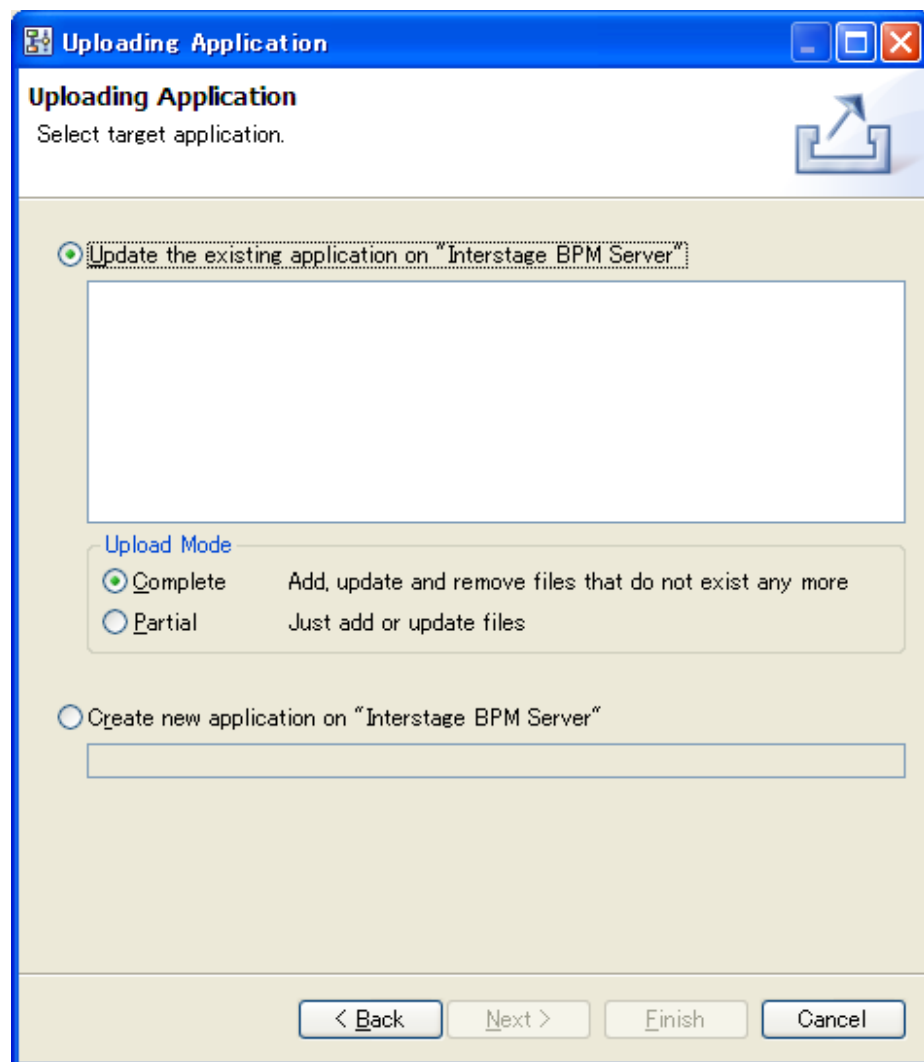 Uploading Application
Uploading Application
Select target application.
Update the existing application on "Interstage BPM Server"
Upload Mode
Complete Add, update and remove files that do not exist any more
Partial Just add or update files
Create new application on "Interstage BPM Server"
< Back Next > Finish Cancel